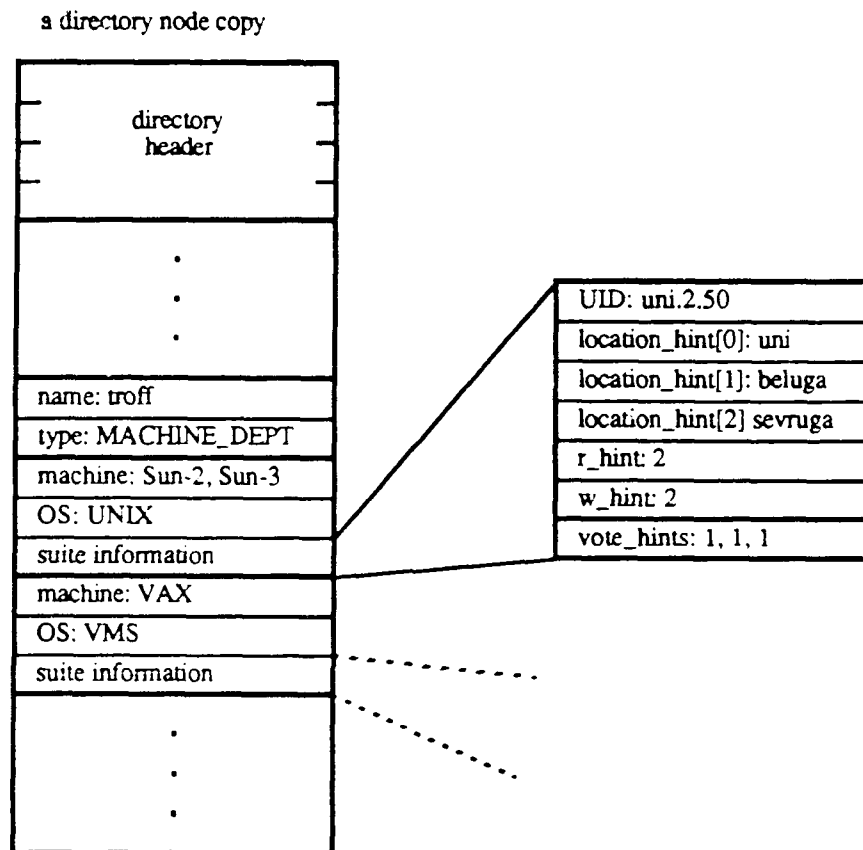 a directory node copy
directory
header
name: troff
type: MACHINE_DEPT
machine: Sun-2, Sun-3
OS: UNIX
suite information
machine: VAX
OS: VMS
suite information
UID: uni.2.50
location_hint[0]: uni
location_hint[1]: beluga
location_hint[2] sevruga
r_hint: 2
w_hint: 2
vote_hints: 1, 1, 1